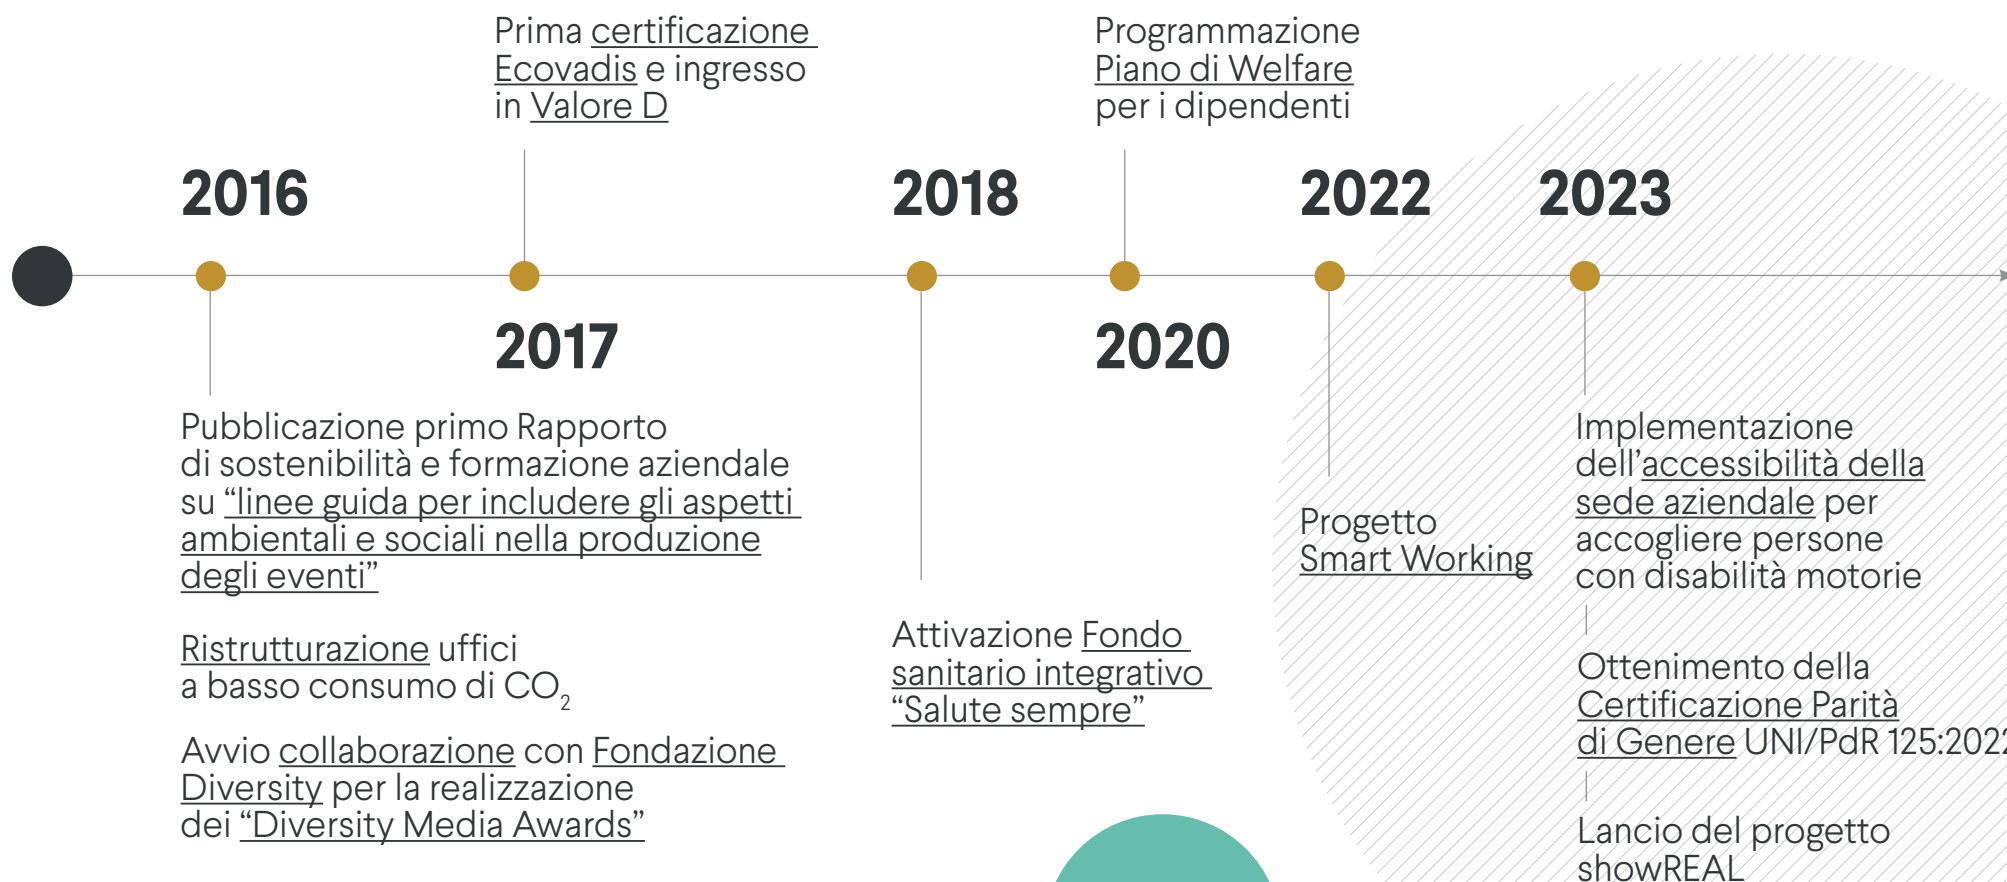 2016
Pubblicazione primo Rapporto
di sostenibilità e formazione aziendale
su “linee guida per includere gli aspetti
ambientali e sociali nella produzione
degli eventi”
Ristrutturazione uffici
a basso consumo di CO₂
Avvio collaborazione con Fondazione
Diversity per la realizzazione
dei “Diversity Media Awards”
Prima certificazione
Ecovadis e ingresso
in Valore D
2017
2018
Attivazione Fondo
sanitario integrativo
“Salute sempre”
Programmazione
Piano di Welfare
per i dipendenti
2020
2022
Progetto
Smart Working
2023
Implementazione
dell’accessibilità della
sede aziendale per
accogliere persone
con disabilità motorie
Ottenimento della
Certificazione Parità
di Genere UNI/PdR 125:2022
Lancio del progetto
showREAL